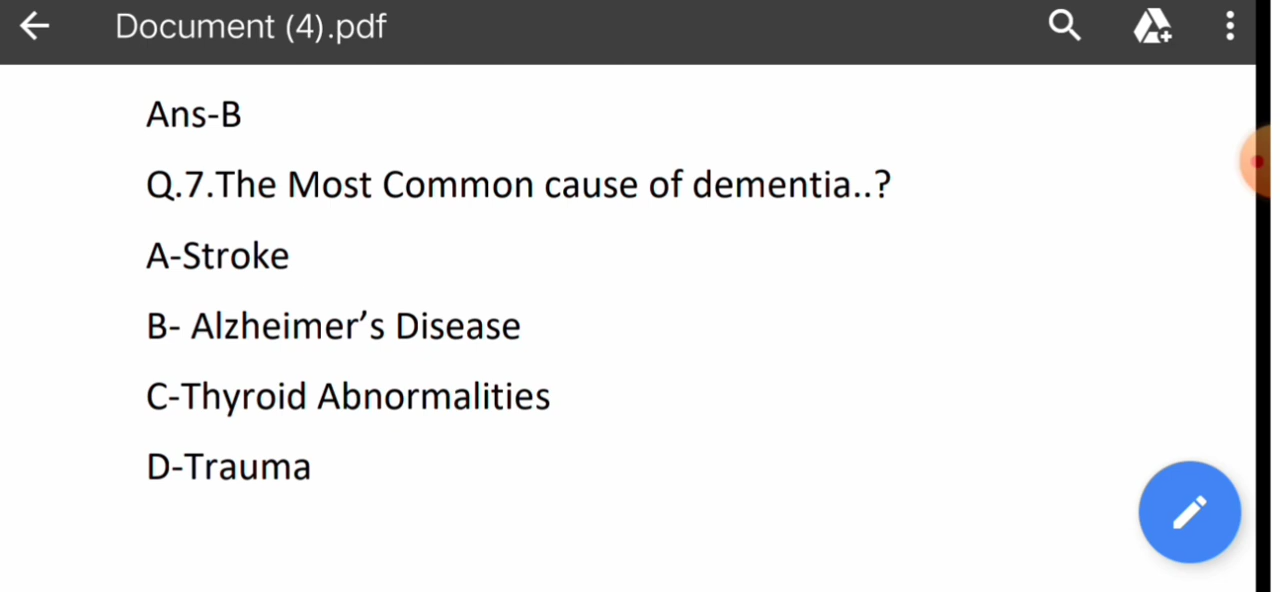 Document (4).pdf
Ans-B
Q.7.The Most Common cause of dementia..?
A-Stroke
B- Alzheimer’s Disease
C-Thyroid Abnormalities
D-Trauma